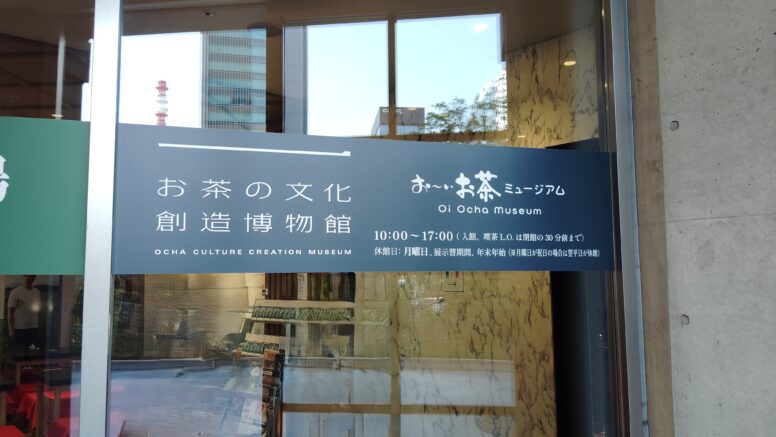 お茶の文化
創造博物館
OCHA CULTURE CREATION MUSEUM
お〜いお茶ミュージアム
Oi Ocha Museum
10:00〜17:00(入館、喫茶L.O.は閉館の30分前まで)
休館日:月曜日、展示替期間、年末年始(※月曜日が祝日の場合は翌平日が休館)